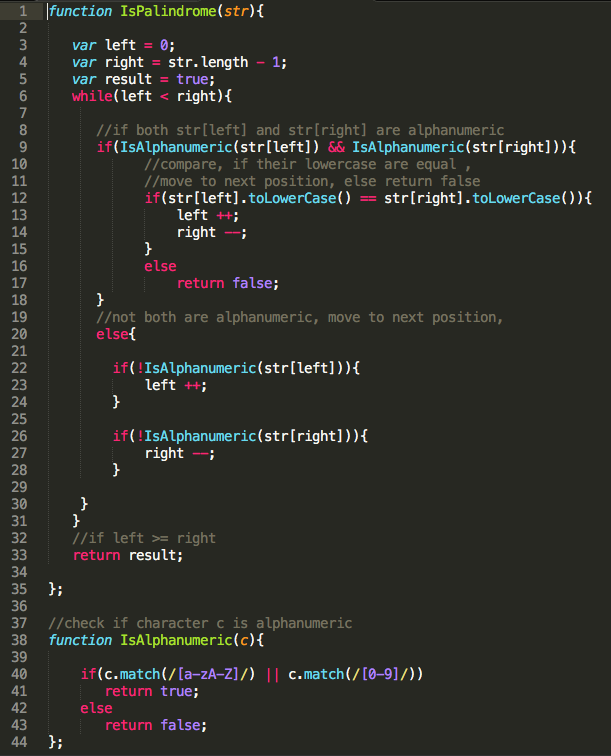 1 function IsPalindrome(str){
2
3 var left = 0;
4 var right = str.length - 1;
5 var result = true;
6 while(left < right){
7
8 //if both str[left] and str[right] are alphanumeric
9 if(IsAlphanumeric(str[left]) && IsAlphanumeric(str[right])){
10 //compare, if their lowercase are equal ,
11 //move to next position, else return false
12 if(str[left].toLowerCase() == str[right].toLowerCase()){
13 left ++;
14 right --;
15 }
16 else
17 return false;
18 }
19 //not both are alphanumeric, move to next position,
20 else{
21
22 if(!IsAlphanumeric(str[left])){
23 left ++;
24 }
25
26 if(!IsAlphanumeric(str[right])){
27 right --;
28 }
29
30 }
31 }
32 //if left >= right
33 return result;
34
35 };
36
37 //check if character c is alphanumeric
38 function IsAlphanumeric(c){
39
40 if(c.match(/[a-zA-Z]/) || c.match(/[0-9]/))
41 return true;
42 else
43 return false;
44 };